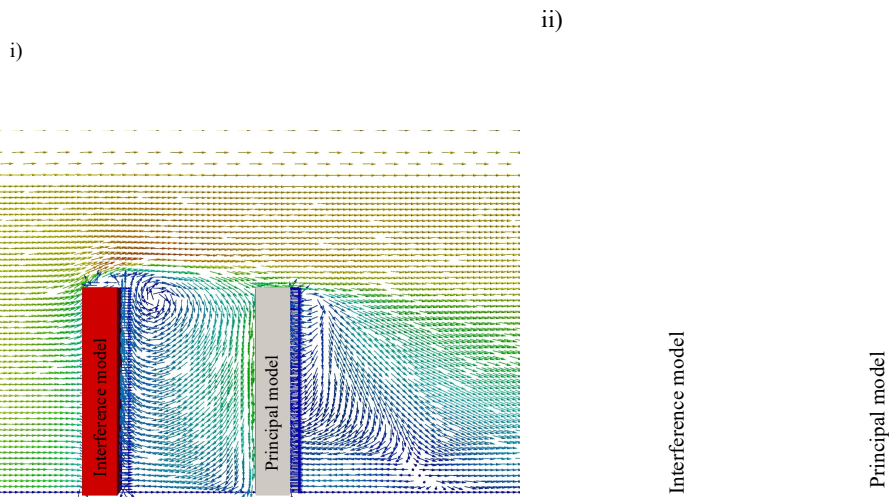 i)
ii)
Interference model
Principal model
Interference model
Principal model